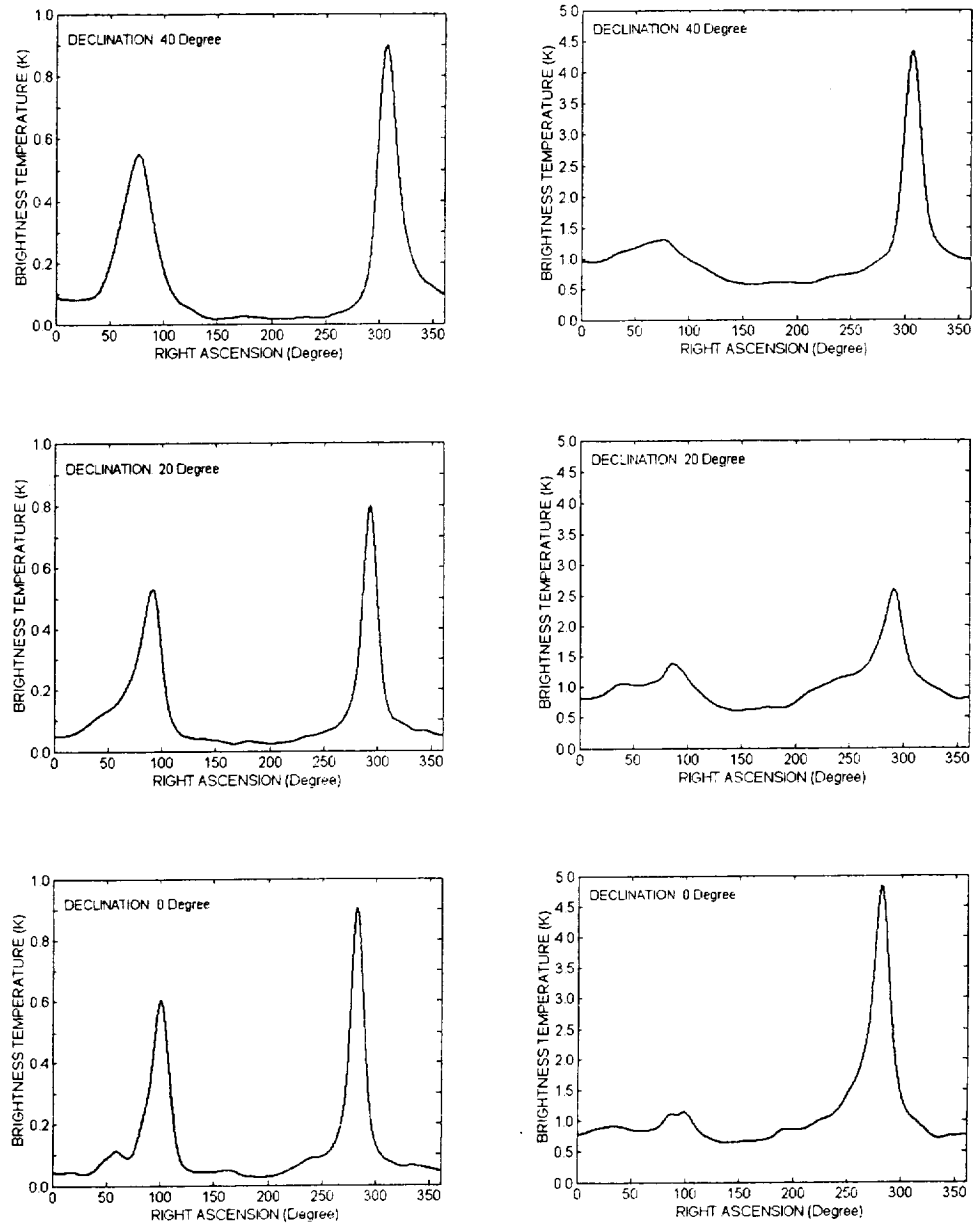 1.0
DECLINATION 40 Degree
0.8
0.6
0.4
0.2
0.0
BRIGHTNESS TEMPERATURE (K)
0 50 100 150 200 250 300 350
RIGHT ASCENSION (Degree)
5.0
DECLINATION 40 Degree
4.5
4.0
3.5
3.0
2.5
2.0
1.5
1.0
0.5
0.0
BRIGHTNESS TEMPERATURE (K)
0 50 100 150 200 250 300 350
RIGHT ASCENSION (Degree)
1.0
DECLINATION 20 Degree
0.8
0.6
0.4
0.2
0.0
BRIGHTNESS TEMPERATURE (K)
0 50 100 150 200 250 300 350
RIGHT ASCENSION (Degree)
5.0
DECLINATION 20 Degree
4.5
4.0
3.5
3.0
2.5
2.0
1.5
1.0
0.5
0.0
BRIGHTNESS TEMPERATURE (K)
0 50 100 150 200 250 300 350
RIGHT ASCENSION (Degree)
1.0
DECLINATION 0 Degree
0.8
0.6
0.4
0.2
0.0
BRIGHTNESS TEMPERATURE (K)
0 50 100 150 200 250 300 350
RIGHT ASCENSION (Degree)
5.0
DECLINATION 0 Degree
4.5
4.0
3.5
3.0
2.5
2.0
1.5
1.0
0.5
0.0
BRIGHTNESS TEMPERATURE (K)
0 50 100 150 200 250 300 350
RIGHT ASCENSION (Degree)